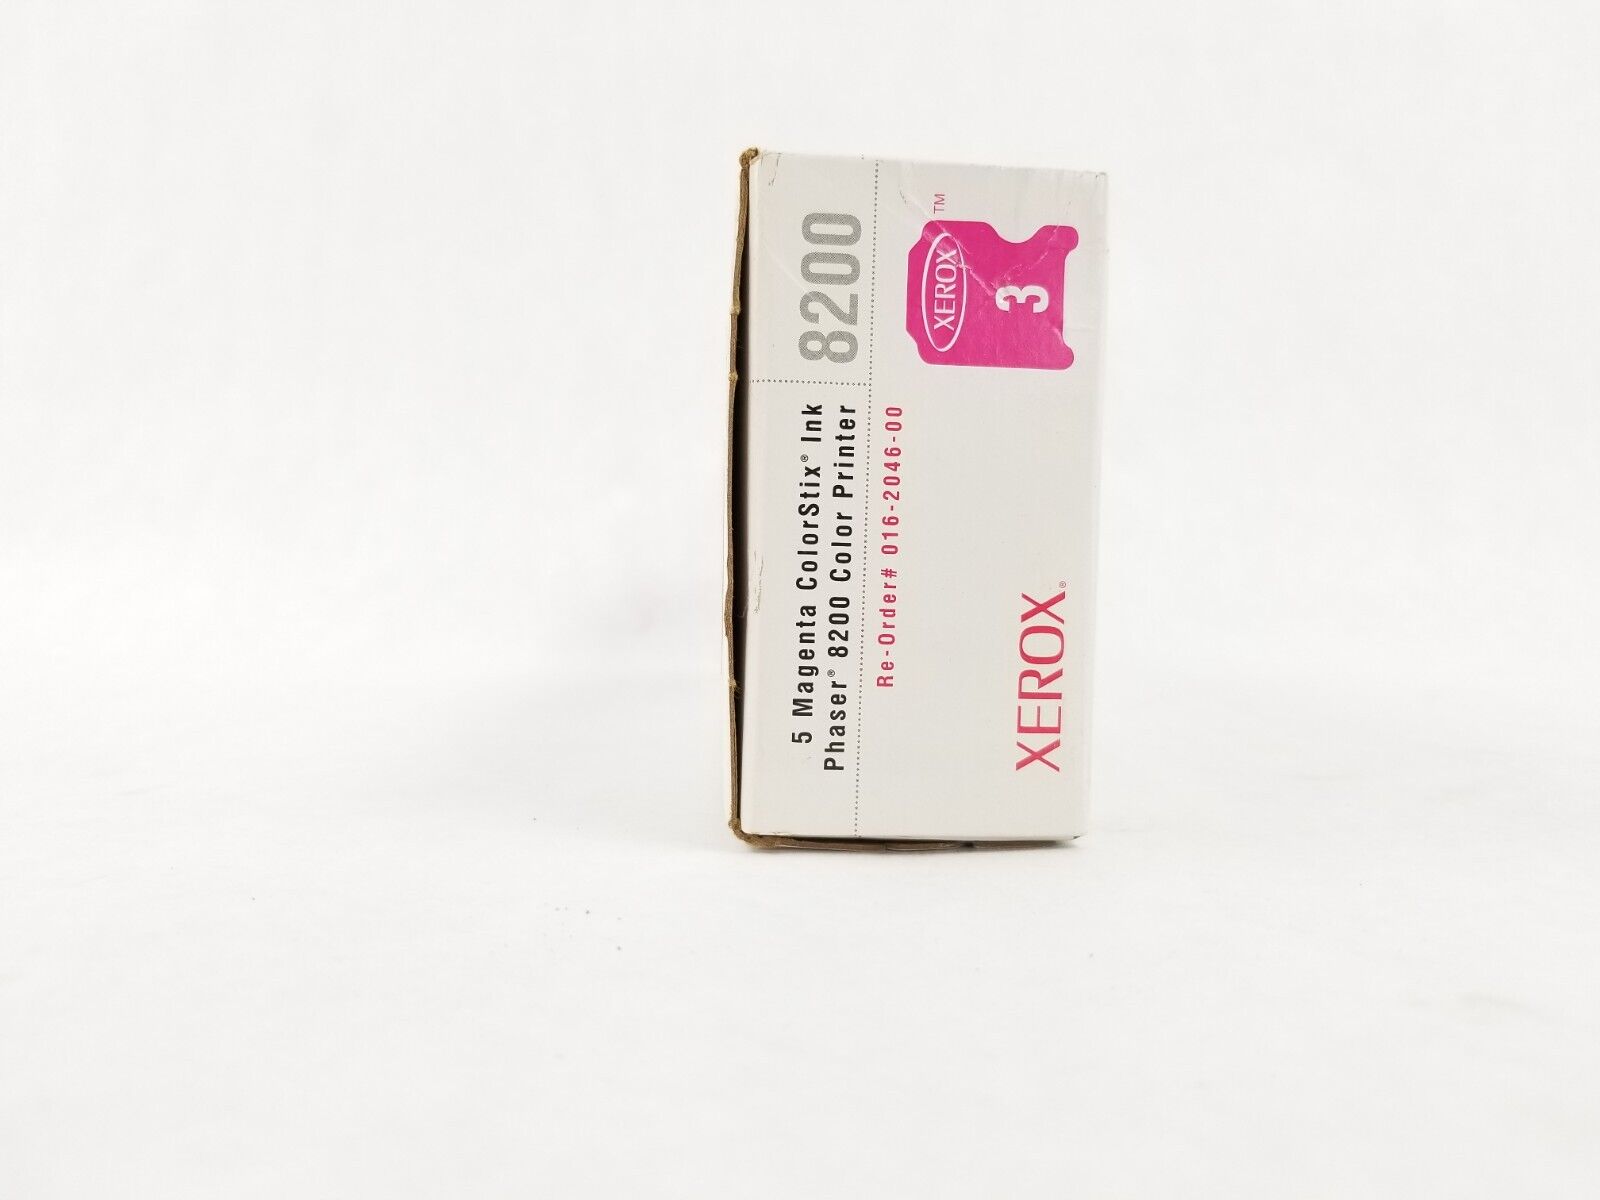 5 Magenta ColorStix® Ink
Phaser® 8200 Color Printer
8200
Re-Order# 016-2046-00
XEROX
3
™
XEROX®